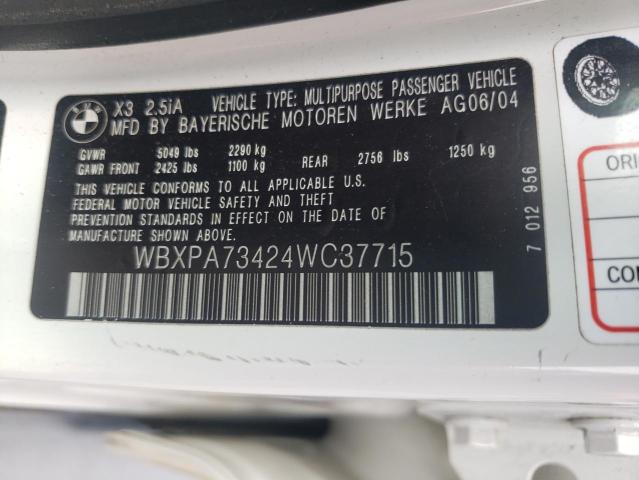 BMW
X3 2.5iA VEHICLE TYPE: MULTIPURPOSE PASSENGER VEHICLE
MFD BY BAYERISCHE MOTOREN WERKE AG06/04
GVWR 5049 lbs 2290 kg
GAWR FRONT 2425 lbs 1100 kg REAR 2756 lbs 1250 kg
THIS VEHICLE CONFORMS TO ALL APPLICABLE U.S.
FEDERAL MOTOR VEHICLE SAFETY AND THEFT
PREVENTION STANDARDS IN EFFECT ON THE DATE OF
MANUFACTURE SHOWN ABOVE.
WBXPA73424WC37715
7 012 956
ORI
CO